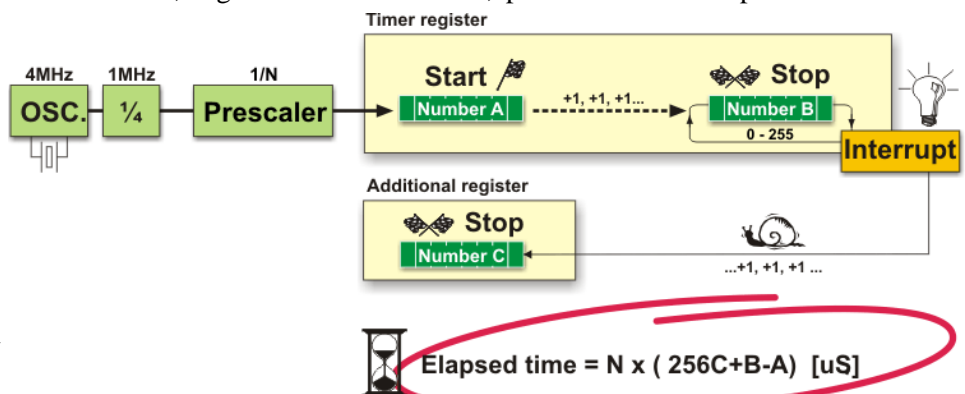 Timer register
4MHz
1MHz
1/N
OSC.
¼
Prescaler
Start
Number A
+1, +1, +1...
Stop
Number B
0 - 255
Interrupt
Additional register
Stop
Number C
...+1, +1, +1 ...
Elapsed time = N x ( 256C+B-A) [uS]